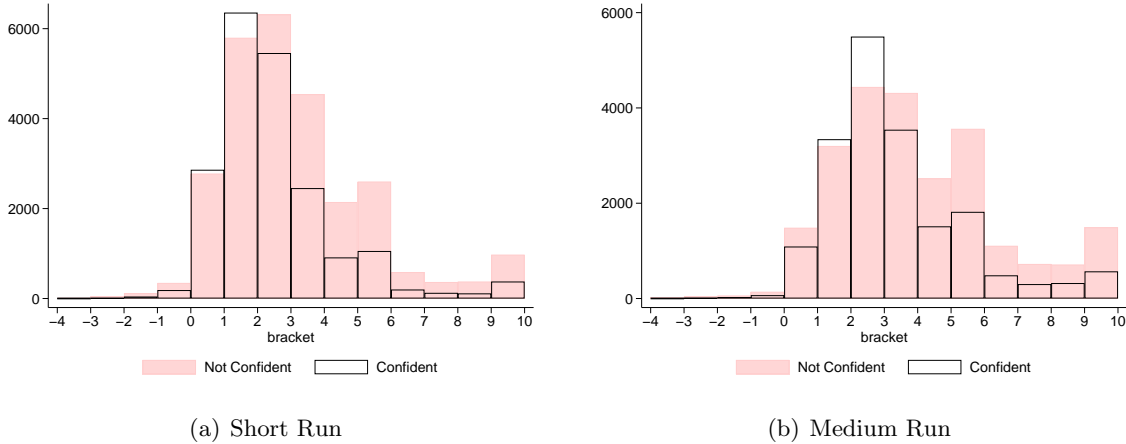 6000
4000
2000
0
−4 −3 −2 −1 0 1 2 3 4 5 6 7 8 9 10
bracket
Not Confident Confident
(a) Short Run
6000
4000
2000
0
−4 −3 −2 −1 0 1 2 3 4 5 6 7 8 9 10
bracket
Not Confident Confident
(b) Medium Run